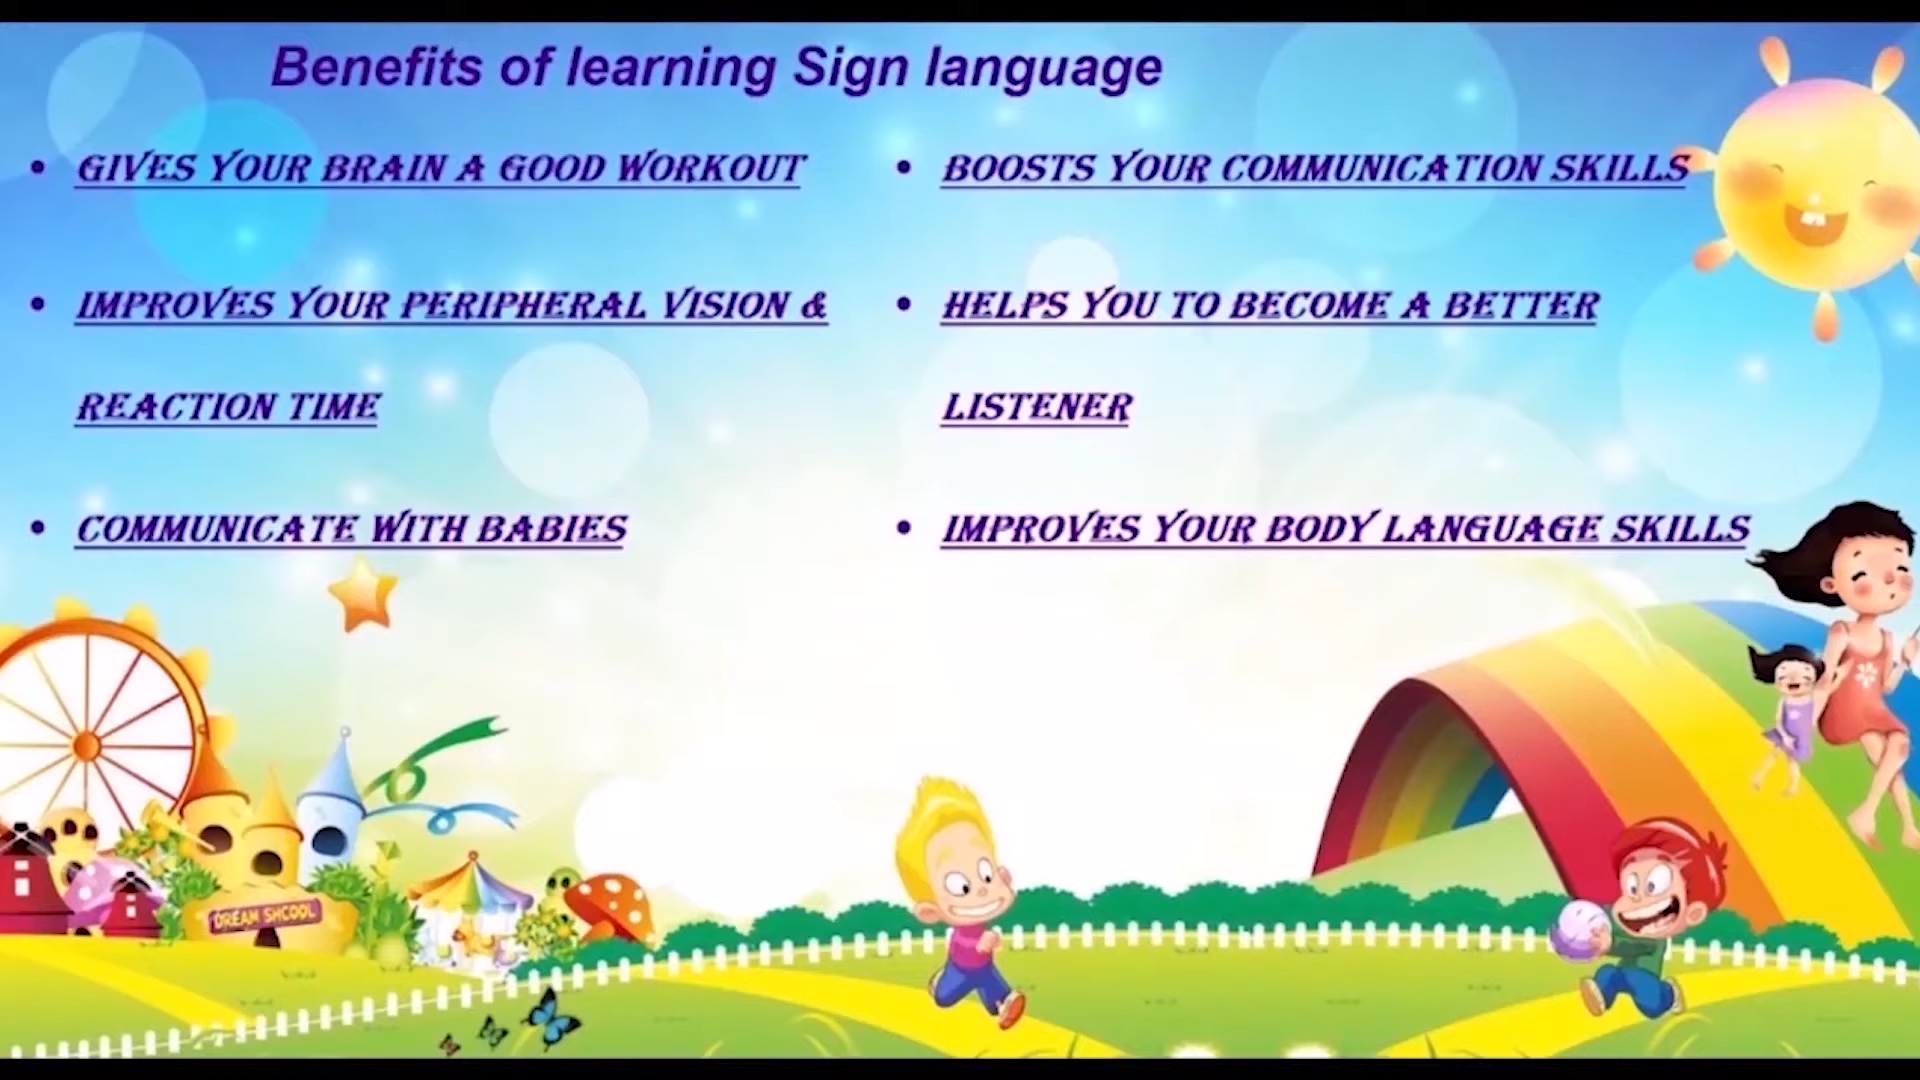 Benefits of learning Sign language
• GIVES YOUR BRAIN A GOOD WORKOUT
• IMPROVES YOUR PERIPHERAL VISION &
REACTION TIME
• COMMUNICATE WITH BABIES
• BOOSTS YOUR COMMUNICATION SKILLS
• HELPS YOU TO BECOME A BETTER
LISTENER
• IMPROVES YOUR BODY LANGUAGE SKILLS
DREAM SHCOOL